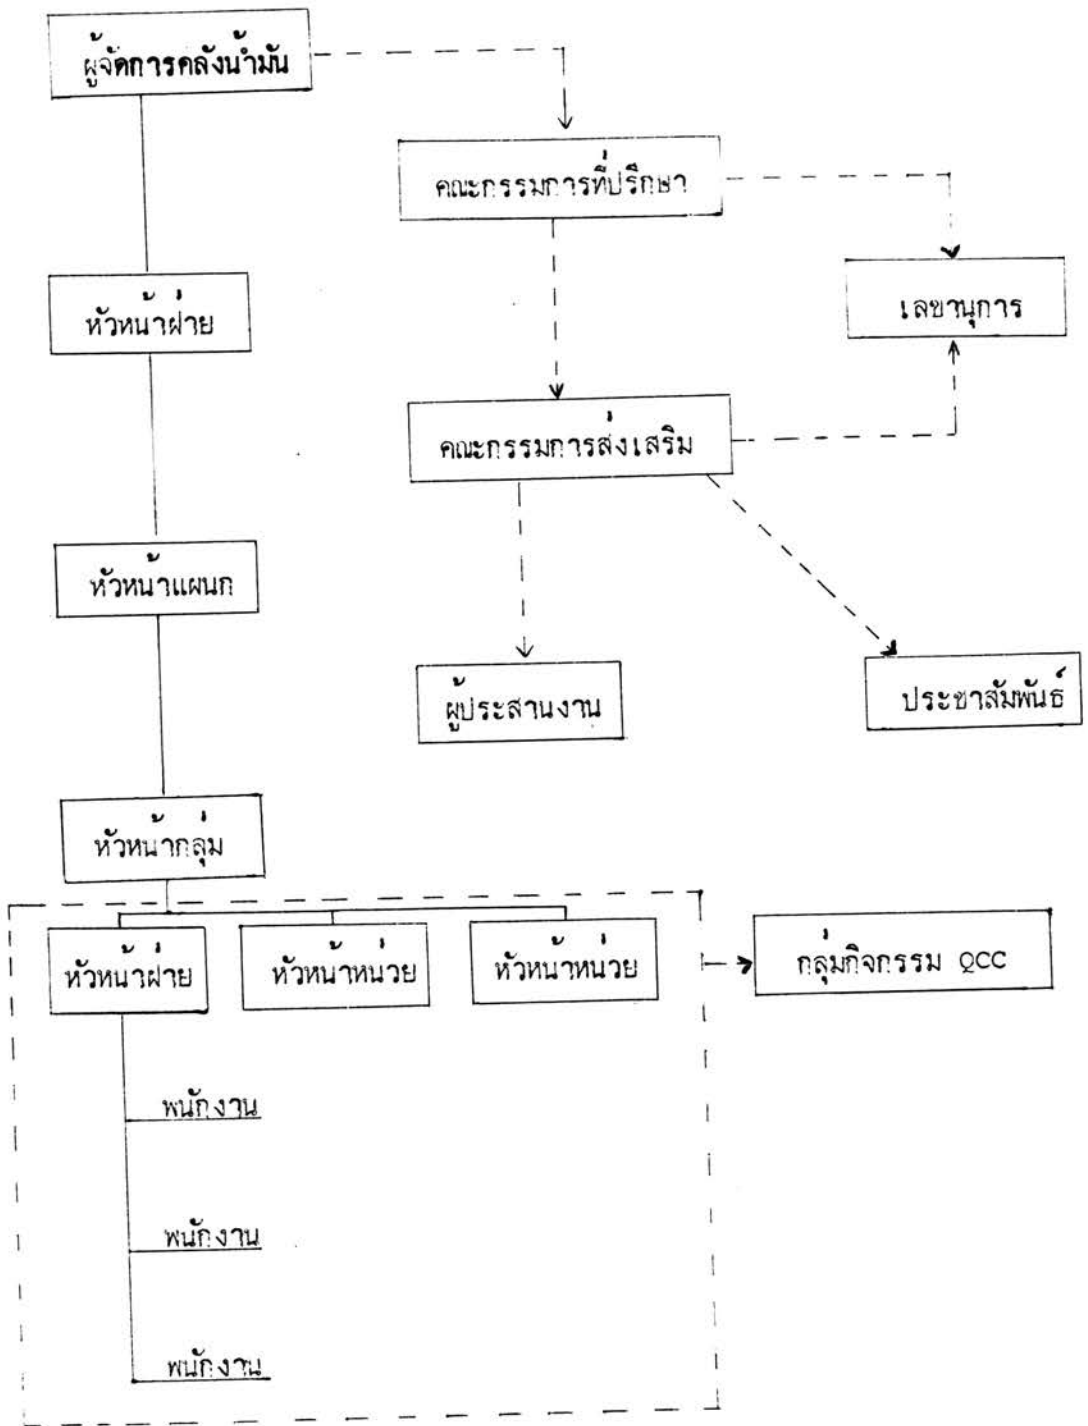 ผู้จัดการคลังน้ำมัน
คณะกรรมการที่ปรึกษา
เลขานุการ
หัวหน้าฝ่าย
คณะกรรมการส่งเสริม
หัวหน้าแผนก
ผู้ประสานงาน
ประชาสัมพันธ์
หัวหน้ากลุ่ม
หัวหน้าฝ่าย
หัวหน้าหน่วย
หัวหน้าหน่วย
กลุ่มกิจกรรม QCC
พนักงาน
พนักงาน
พนักงาน